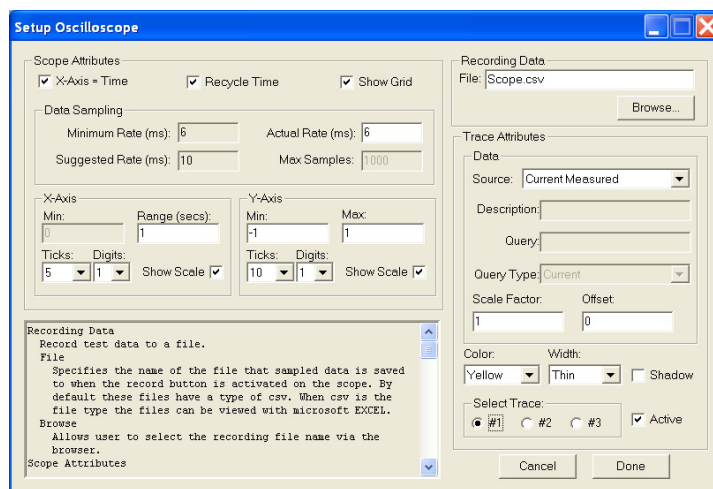 Setup Oscilloscope
Scope Attributes
X-Axis = Time Recycle Time Show Grid
Data Sampling
Minimum Rate (ms): 6 Actual Rate (ms): 6
Suggested Rate (ms): 10 Max Samples: 1000
X-Axis
Min: Range (secs):
0 1
Ticks: Digits:
5 1 Show Scale
Y-Axis
Min: Max:
-1 1
Ticks: Digits:
10 1 Show Scale
Recording Data
Record test data to a file.
File
Specifies the name of the file that sampled data is saved
to when the record button is activated on the scope. By
default these files have a type of csv. When csv is the
file type the files can be viewed with microsoft EXCEL.
Browse
Allows user to select the recording file name via the
browser.
Scope Attributes
Recording Data
File: Scope.csv
Browse...
Trace Attributes
Data
Source: Current Measured
Description:
Query:
Query Type: Current
Scale Factor: Offset:
1 0
Color: Width:
Yellow Thin Shadow
Select Trace:
#1 #2 #3 Active
Cancel Done